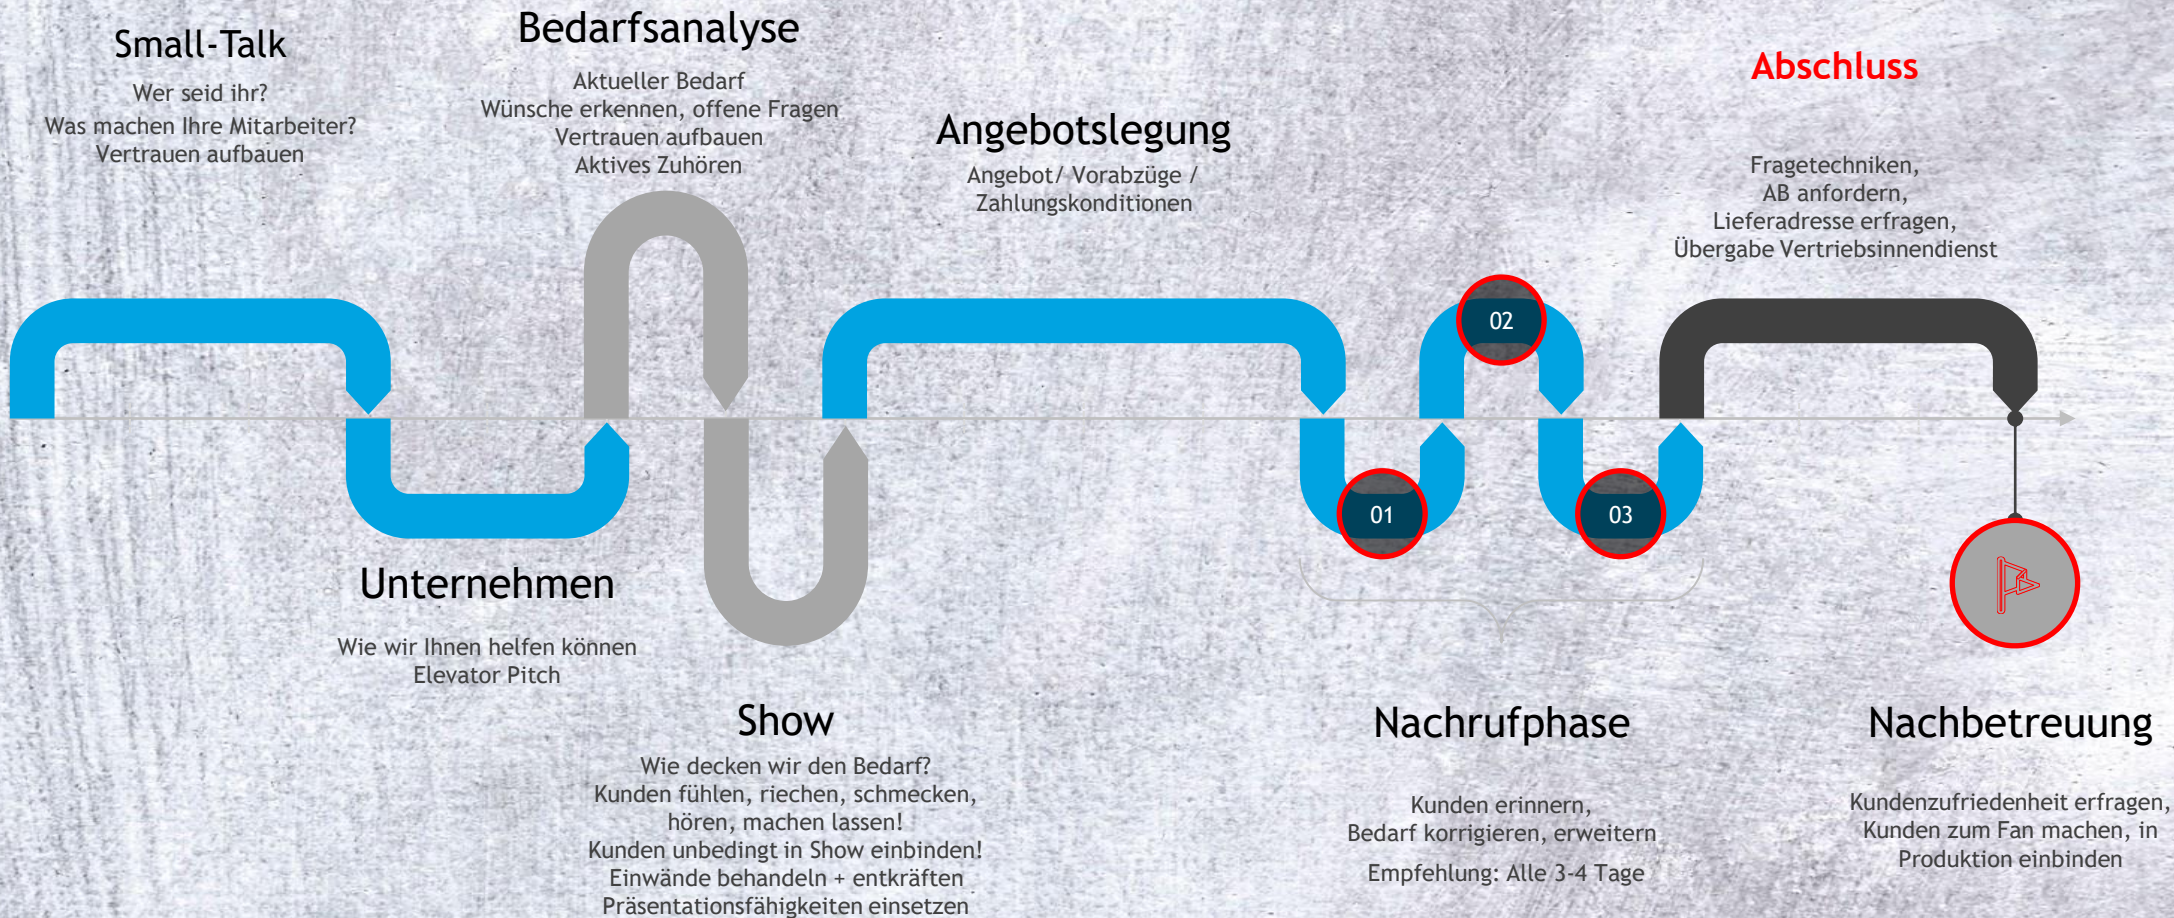 Small-Talk
Wer seid ihr?
Was machen Ihre Mitarbeiter?
Vertrauen aufbauen
Bedarfsanalyse
Aktueller Bedarf
Wünsche erkennen, offene Fragen
Vertrauen aufbauen
Aktives Zuhören
Angebotslegung
Angebot/ Vorabzüge /
Zahlungskonditionen
Abschluss
Fragetechniken,
AB anfordern,
Lieferadresse erfragen,
Übergabe Vertriebsinnendienst
02
01
03
Unternehmen
Wie wir Ihnen helfen können
Elevator Pitch
Show
Wie decken wir den Bedarf?
Kunden fühlen, riechen, schmecken,
hören, machen lassen!
Kunden unbedingt in Show einbinden!
Einwände behandeln + entkräften
Präsentationsfähigkeiten einsetzen
Nachrufphase
Kunden erinnern,
Bedarf korrigieren, erweitern
Empfehlung: Alle 3-4 Tage
Nachbetreuung
Kundenzufriedenheit erfragen,
Kunden zum Fan machen, in
Produktion einbinden